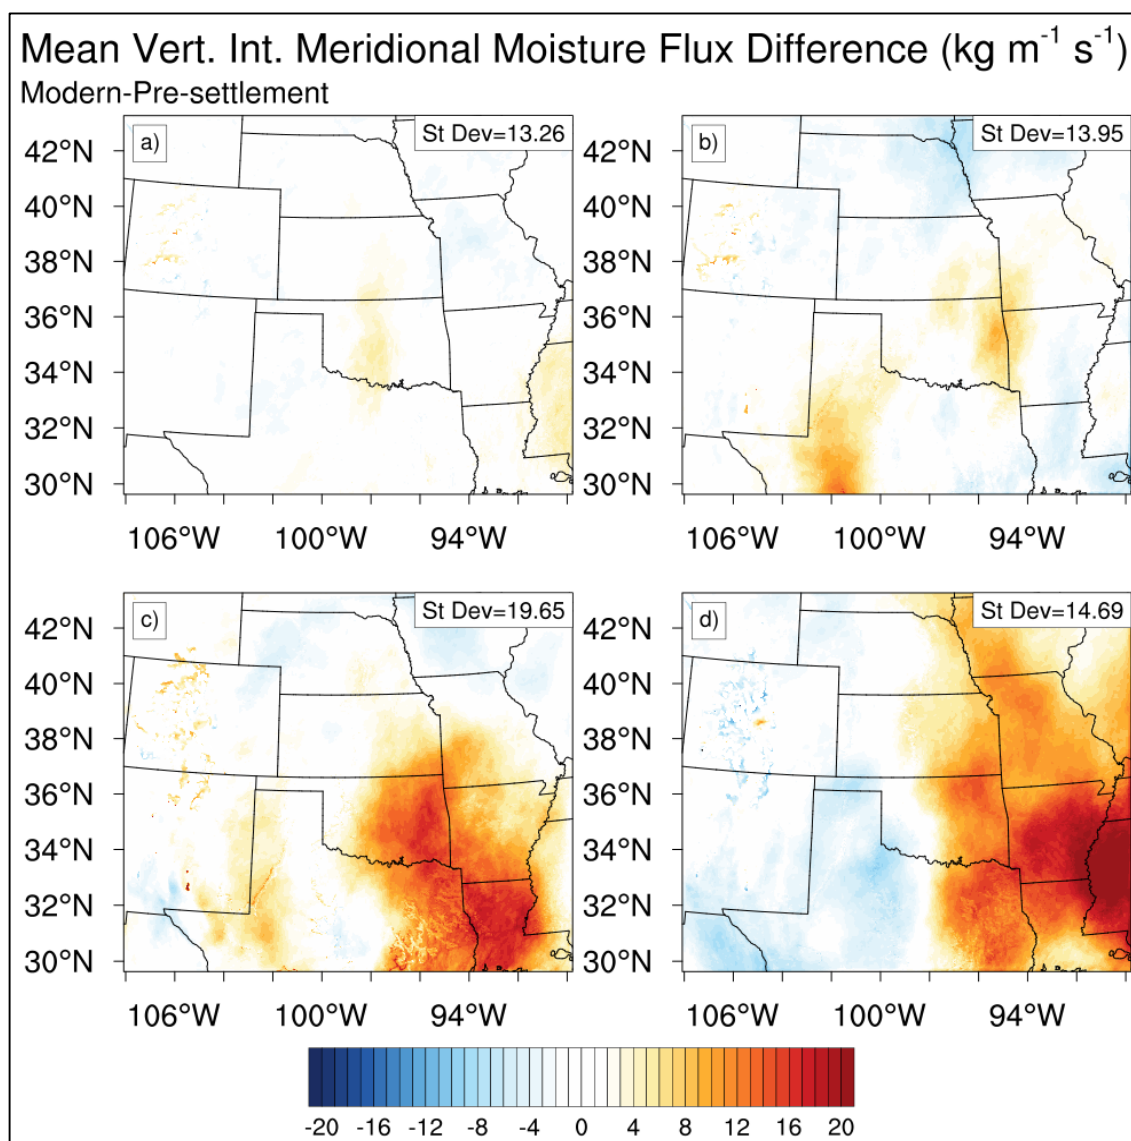 Mean Vert. Int. Meridional Moisture Flux Difference (kg m⁻¹ s⁻¹)
Modern-Pre-settlement
a) St Dev=13.26
42°N
40°N
38°N
36°N
34°N
32°N
30°N
106°W 100°W 94°W
b) St Dev=13.95
42°N
40°N
38°N
36°N
34°N
32°N
30°N
106°W 100°W 94°W
c) St Dev=19.65
42°N
40°N
38°N
36°N
34°N
32°N
30°N
106°W 100°W 94°W
d) St Dev=14.69
42°N
40°N
38°N
36°N
34°N
32°N
30°N
106°W 100°W 94°W
-20 -16 -12 -8 -4 0 4 8 12 16 20